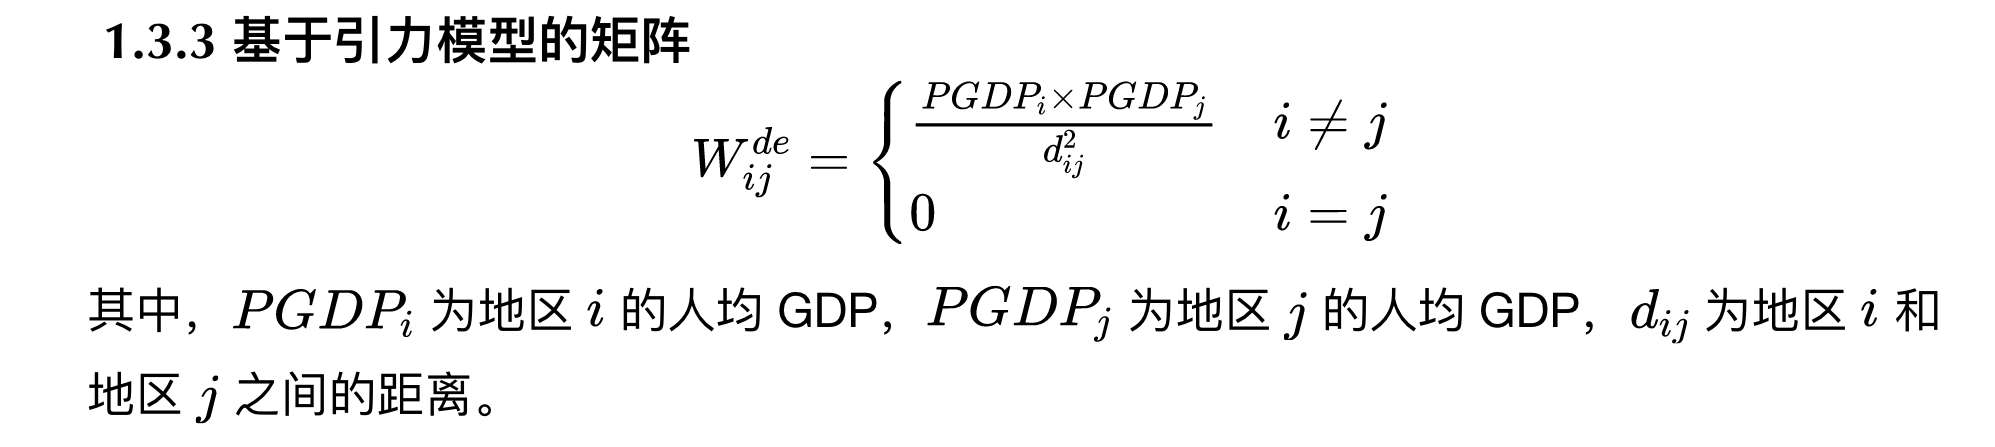 1.3.3 基于引力模型的矩阵
$$W_{ij}^{de} = \begin{cases} \frac{PGDP_i \times PGDP_j}{d_{ij}^2} & i \neq j \\ 0 & i = j \end{cases}$$
其中，$PGDP_i$ 为地区 $i$ 的人均 GDP，$PGDP_j$ 为地区 $j$ 的人均 GDP，$d_{ij}$ 为地区 $i$ 和
地区 $j$ 之间的距离。